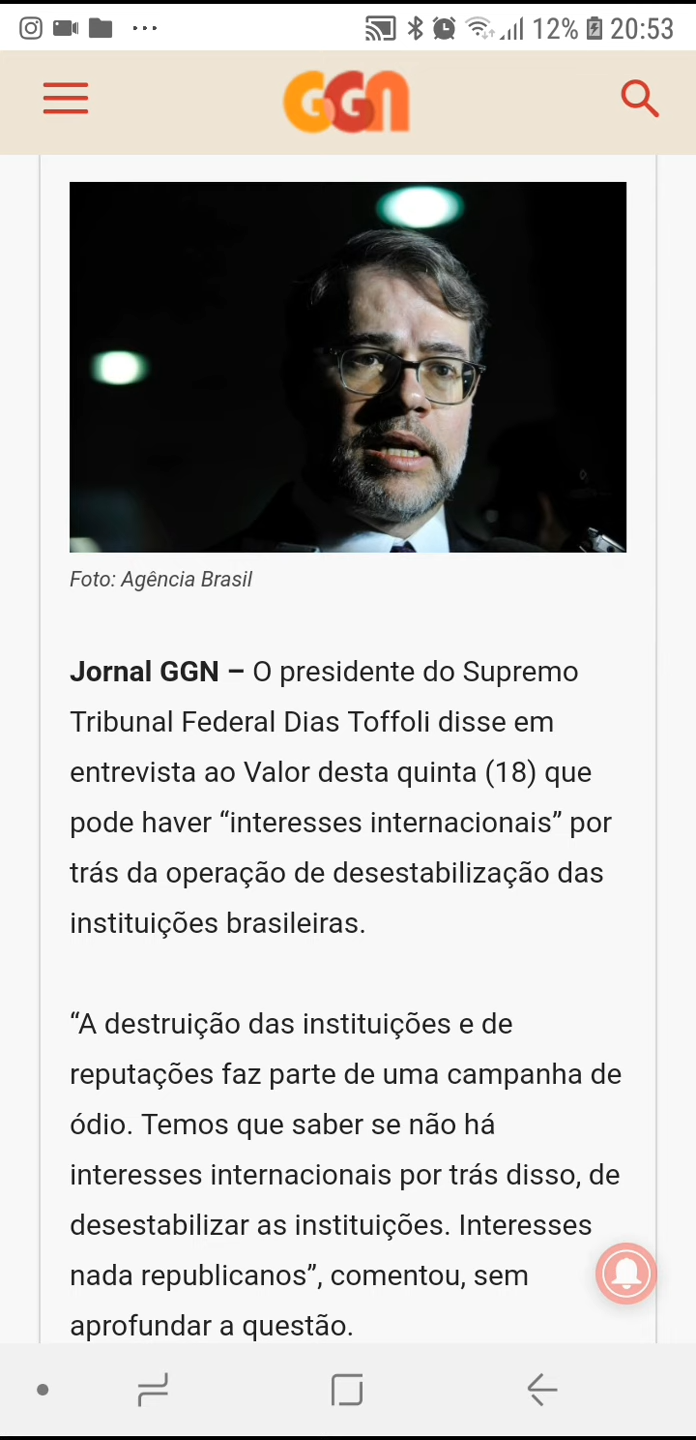 12% 20:53
GGN
Foto: Agência Brasil
Jornal GGN – O presidente do Supremo
Tribunal Federal Dias Toffoli disse em
entrevista ao Valor desta quinta (18) que
pode haver “interesses internacionais” por
trás da operação de desestabilização das
instituições brasileiras.
“A destruição das instituições e de
reputações faz parte de uma campanha de
ódio. Temos que saber se não há
interesses internacionais por trás disso, de
desestabilizar as instituições. Interesses
nada republicanos”, comentou, sem
aprofundar a questão.